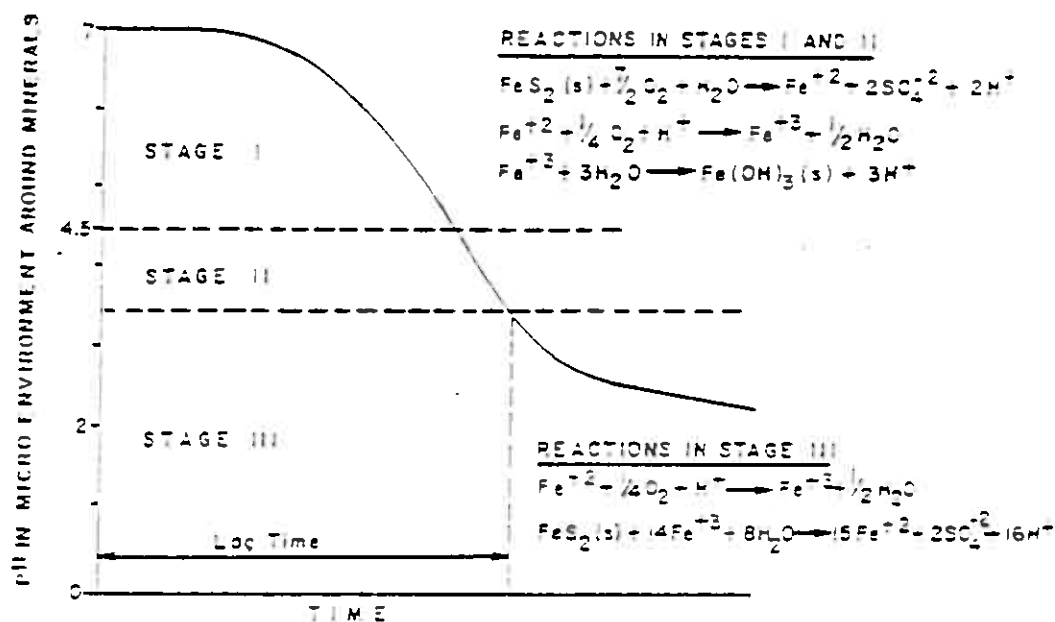 pH IN MICRO ENVIRONMENT AROUND MINERALS
7
4.5
2
0
STAGE I
STAGE II
STAGE III
Lag Time
TIME
REACTIONS IN STAGES I AND II
FeS₂(s) + 7/2 O₂ + H₂O → Fe⁺² + 2SO₄⁻² + 2H⁺
Fe⁺² + 1/4 O₂ + H⁺ → Fe⁺³ + 1/2 H₂O
Fe⁺³ + 3H₂O → Fe(OH)₃(s) + 3H⁺
REACTIONS IN STAGE III
Fe⁺² + 1/4 O₂ + H⁺ → Fe⁺³ + 1/2 H₂O
FeS₂(s) + 14Fe⁺³ + 8H₂O → 15Fe⁺² + 2SO₄⁻² + 16H⁺